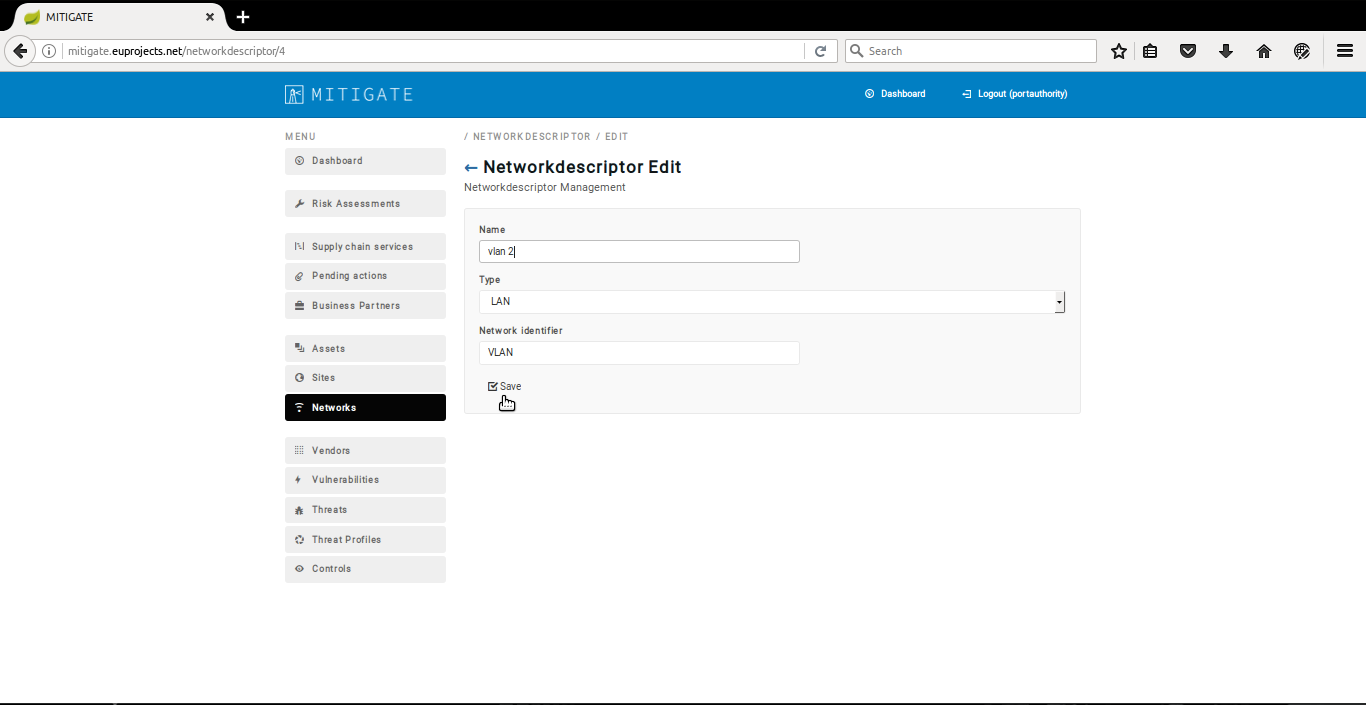 MITIGATE
mitigate.euprojects.net/networkdescriptor/4
Search
MITIGATE
Dashboard
Logout (portauthority)
MENU
Dashboard
Risk Assessments
Supply chain services
Pending actions
Business Partners
Assets
Sites
Networks
Vendors
Vulnerabilities
Threats
Threat Profiles
Controls
/ NETWORKDESCRIPTOR / EDIT
← Networkdescriptor Edit
Networkdescriptor Management
Name
vlan 2
Type
LAN
Network identifier
VLAN
Save